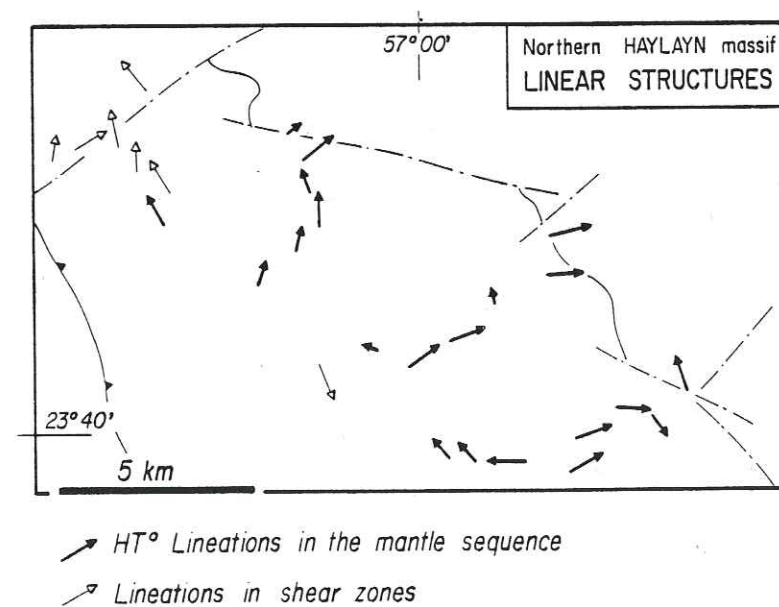 57°00'
Northern HAYLAYN massif
LINEAR STRUCTURES
23°40'
5 km
HT° Lineations in the mantle sequence
Lineations in shear zones